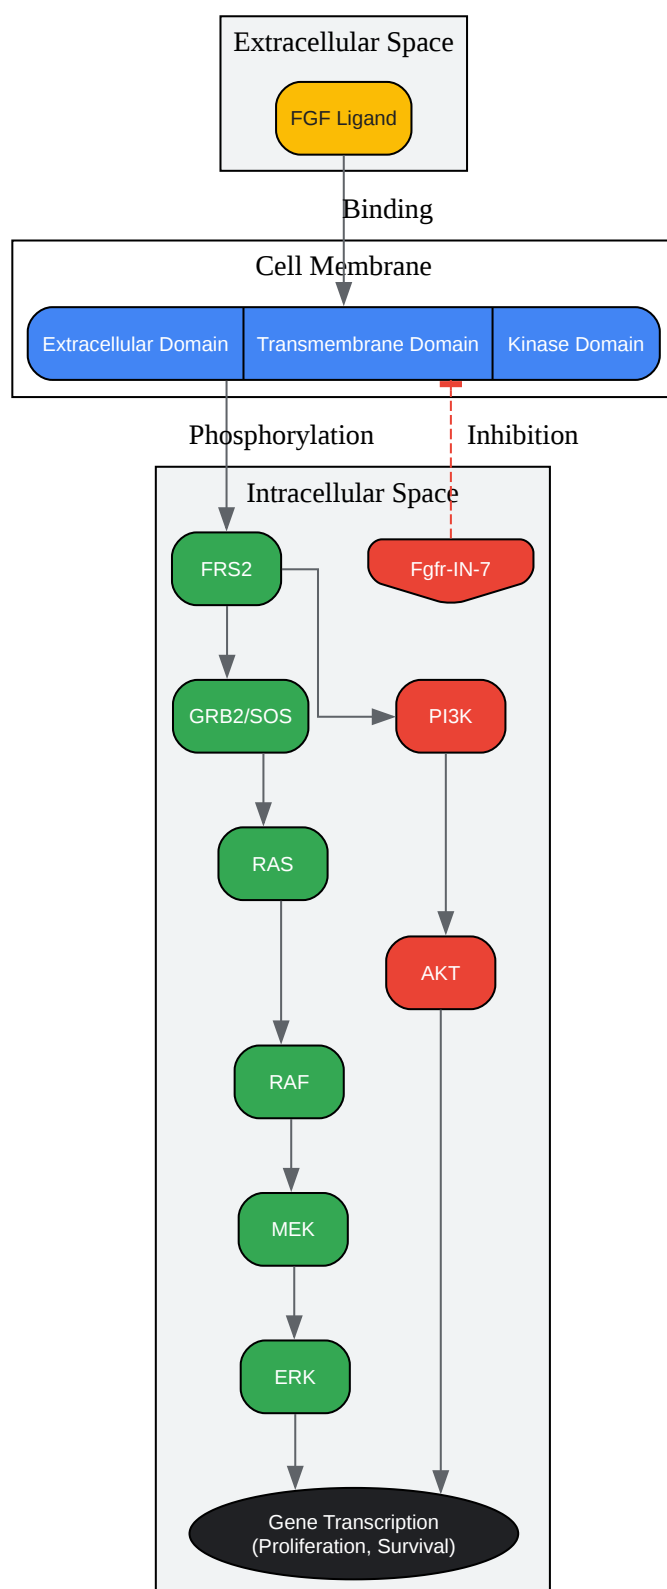 Extracellular Space
FGF Ligand
Binding
Cell Membrane
Extracellular Domain
Transmembrane Domain
Kinase Domain
Phosphorylation
Inhibition
Intracellular Space
FRS2
Fgfr-IN-7
GRB2/SOS
PI3K
RAS
AKT
RAF
MEK
ERK
Gene Transcription
(Proliferation, Survival)